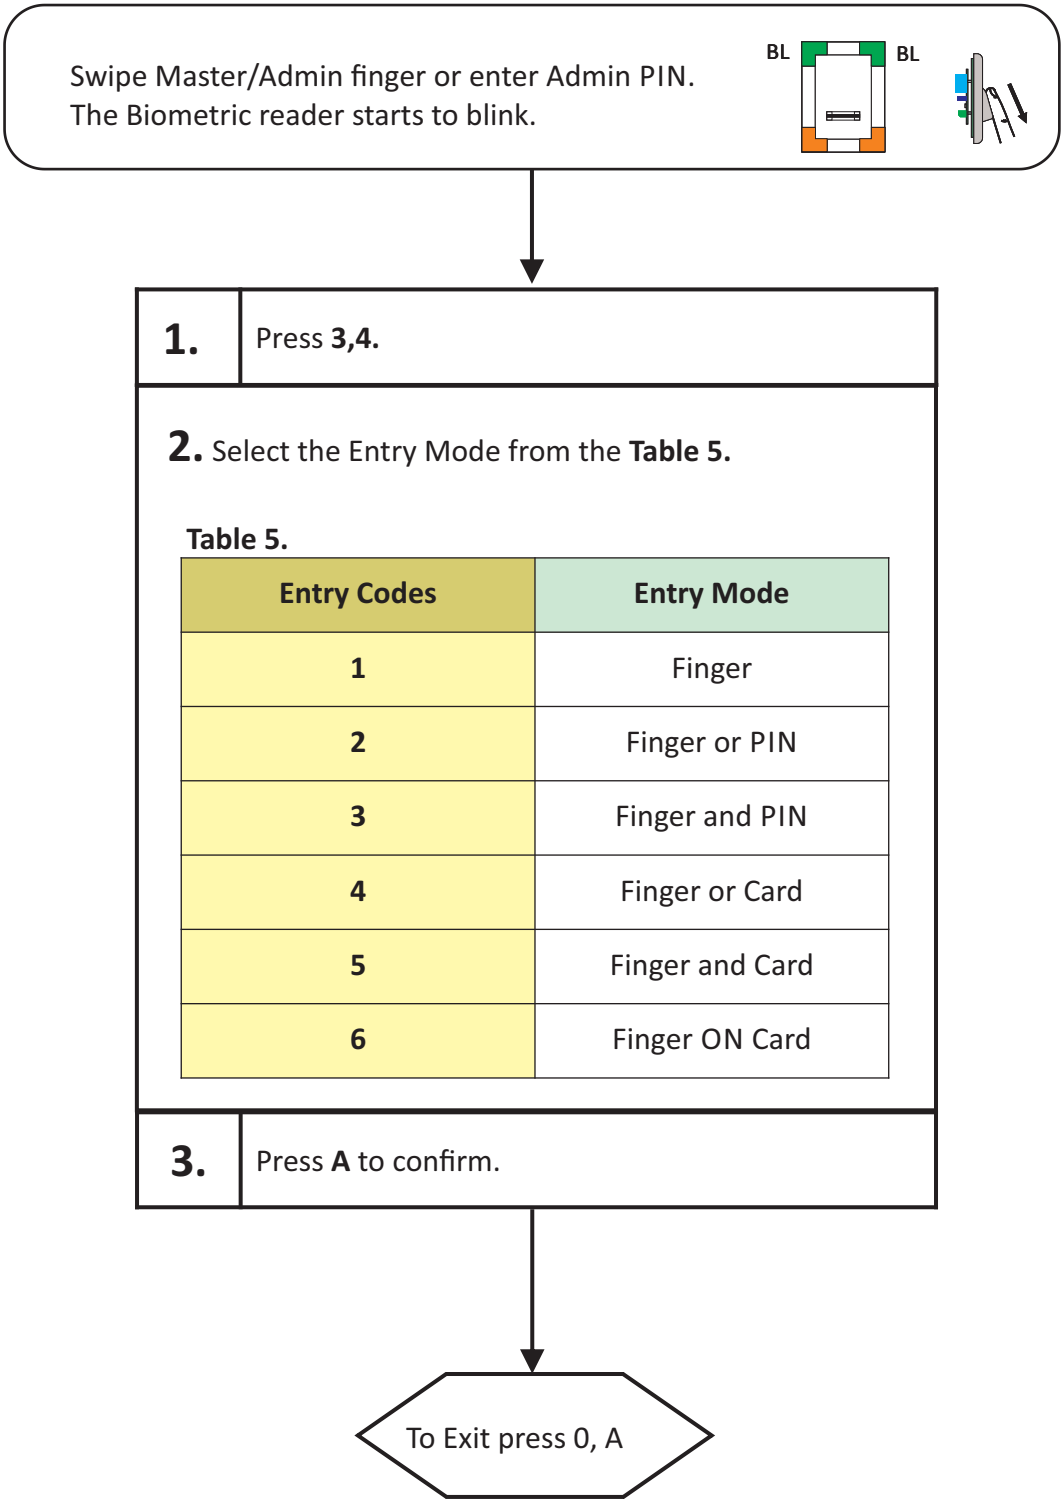 Swipe Master/Admin finger or enter Admin PIN.
The Biometric reader starts to blink.
BL
BL
1.
Press 3,4.
2. Select the Entry Mode from the Table 5.
Table 5.
Entry Codes
Entry Mode
1
Finger
2
Finger or PIN
3
Finger and PIN
4
Finger or Card
5
Finger and Card
6
Finger ON Card
3.
Press A to confirm.
To Exit press 0, A